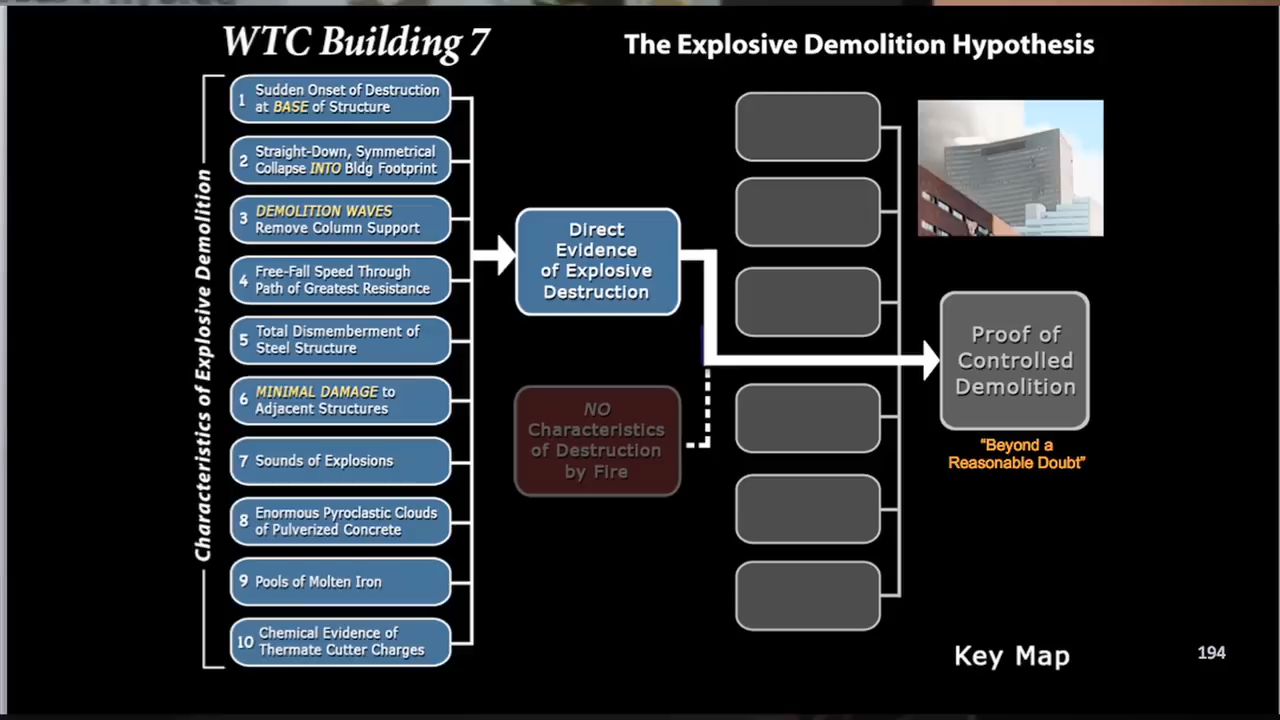 WTC Building 7
The Explosive Demolition Hypothesis
Characteristics of Explosive Demolition
1 Sudden Onset of Destruction
at BASE of Structure
2 Straight-Down, Symmetrical
Collapse INTO Bldg Footprint
3 DEMOLITION WAVES
Remove Column Support
4 Free-Fall Speed Through
Path of Greatest Resistance
5 Total Dismemberment of
Steel Structure
6 MINIMAL DAMAGE to
Adjacent Structures
7 Sounds of Explosions
8 Enormous Pyroclastic Clouds
of Pulverized Concrete
9 Pools of Molten Iron
10 Chemical Evidence of
Thermate Cutter Charges
Direct
Evidence
of Explosive
Destruction
NO
Characteristics
of Destruction
by Fire
Proof of
Controlled
Demolition
“Beyond a
Reasonable Doubt”
Key Map
194